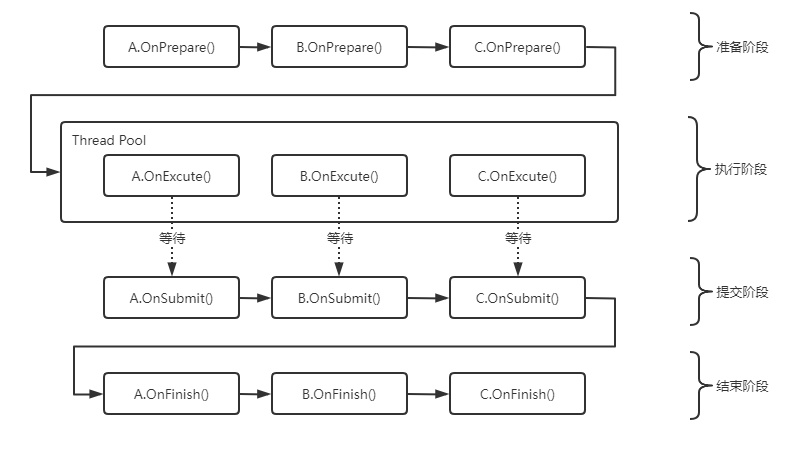 A.OnPrepare()
B.OnPrepare()
C.OnPrepare()
准备阶段
Thread Pool
A.OnExcute()
B.OnExcute()
C.OnExcute()
执行阶段
等待
等待
等待
A.OnSubmit()
B.OnSubmit()
C.OnSubmit()
提交阶段
A.OnFinish()
B.OnFinish()
C.OnFinish()
结束阶段